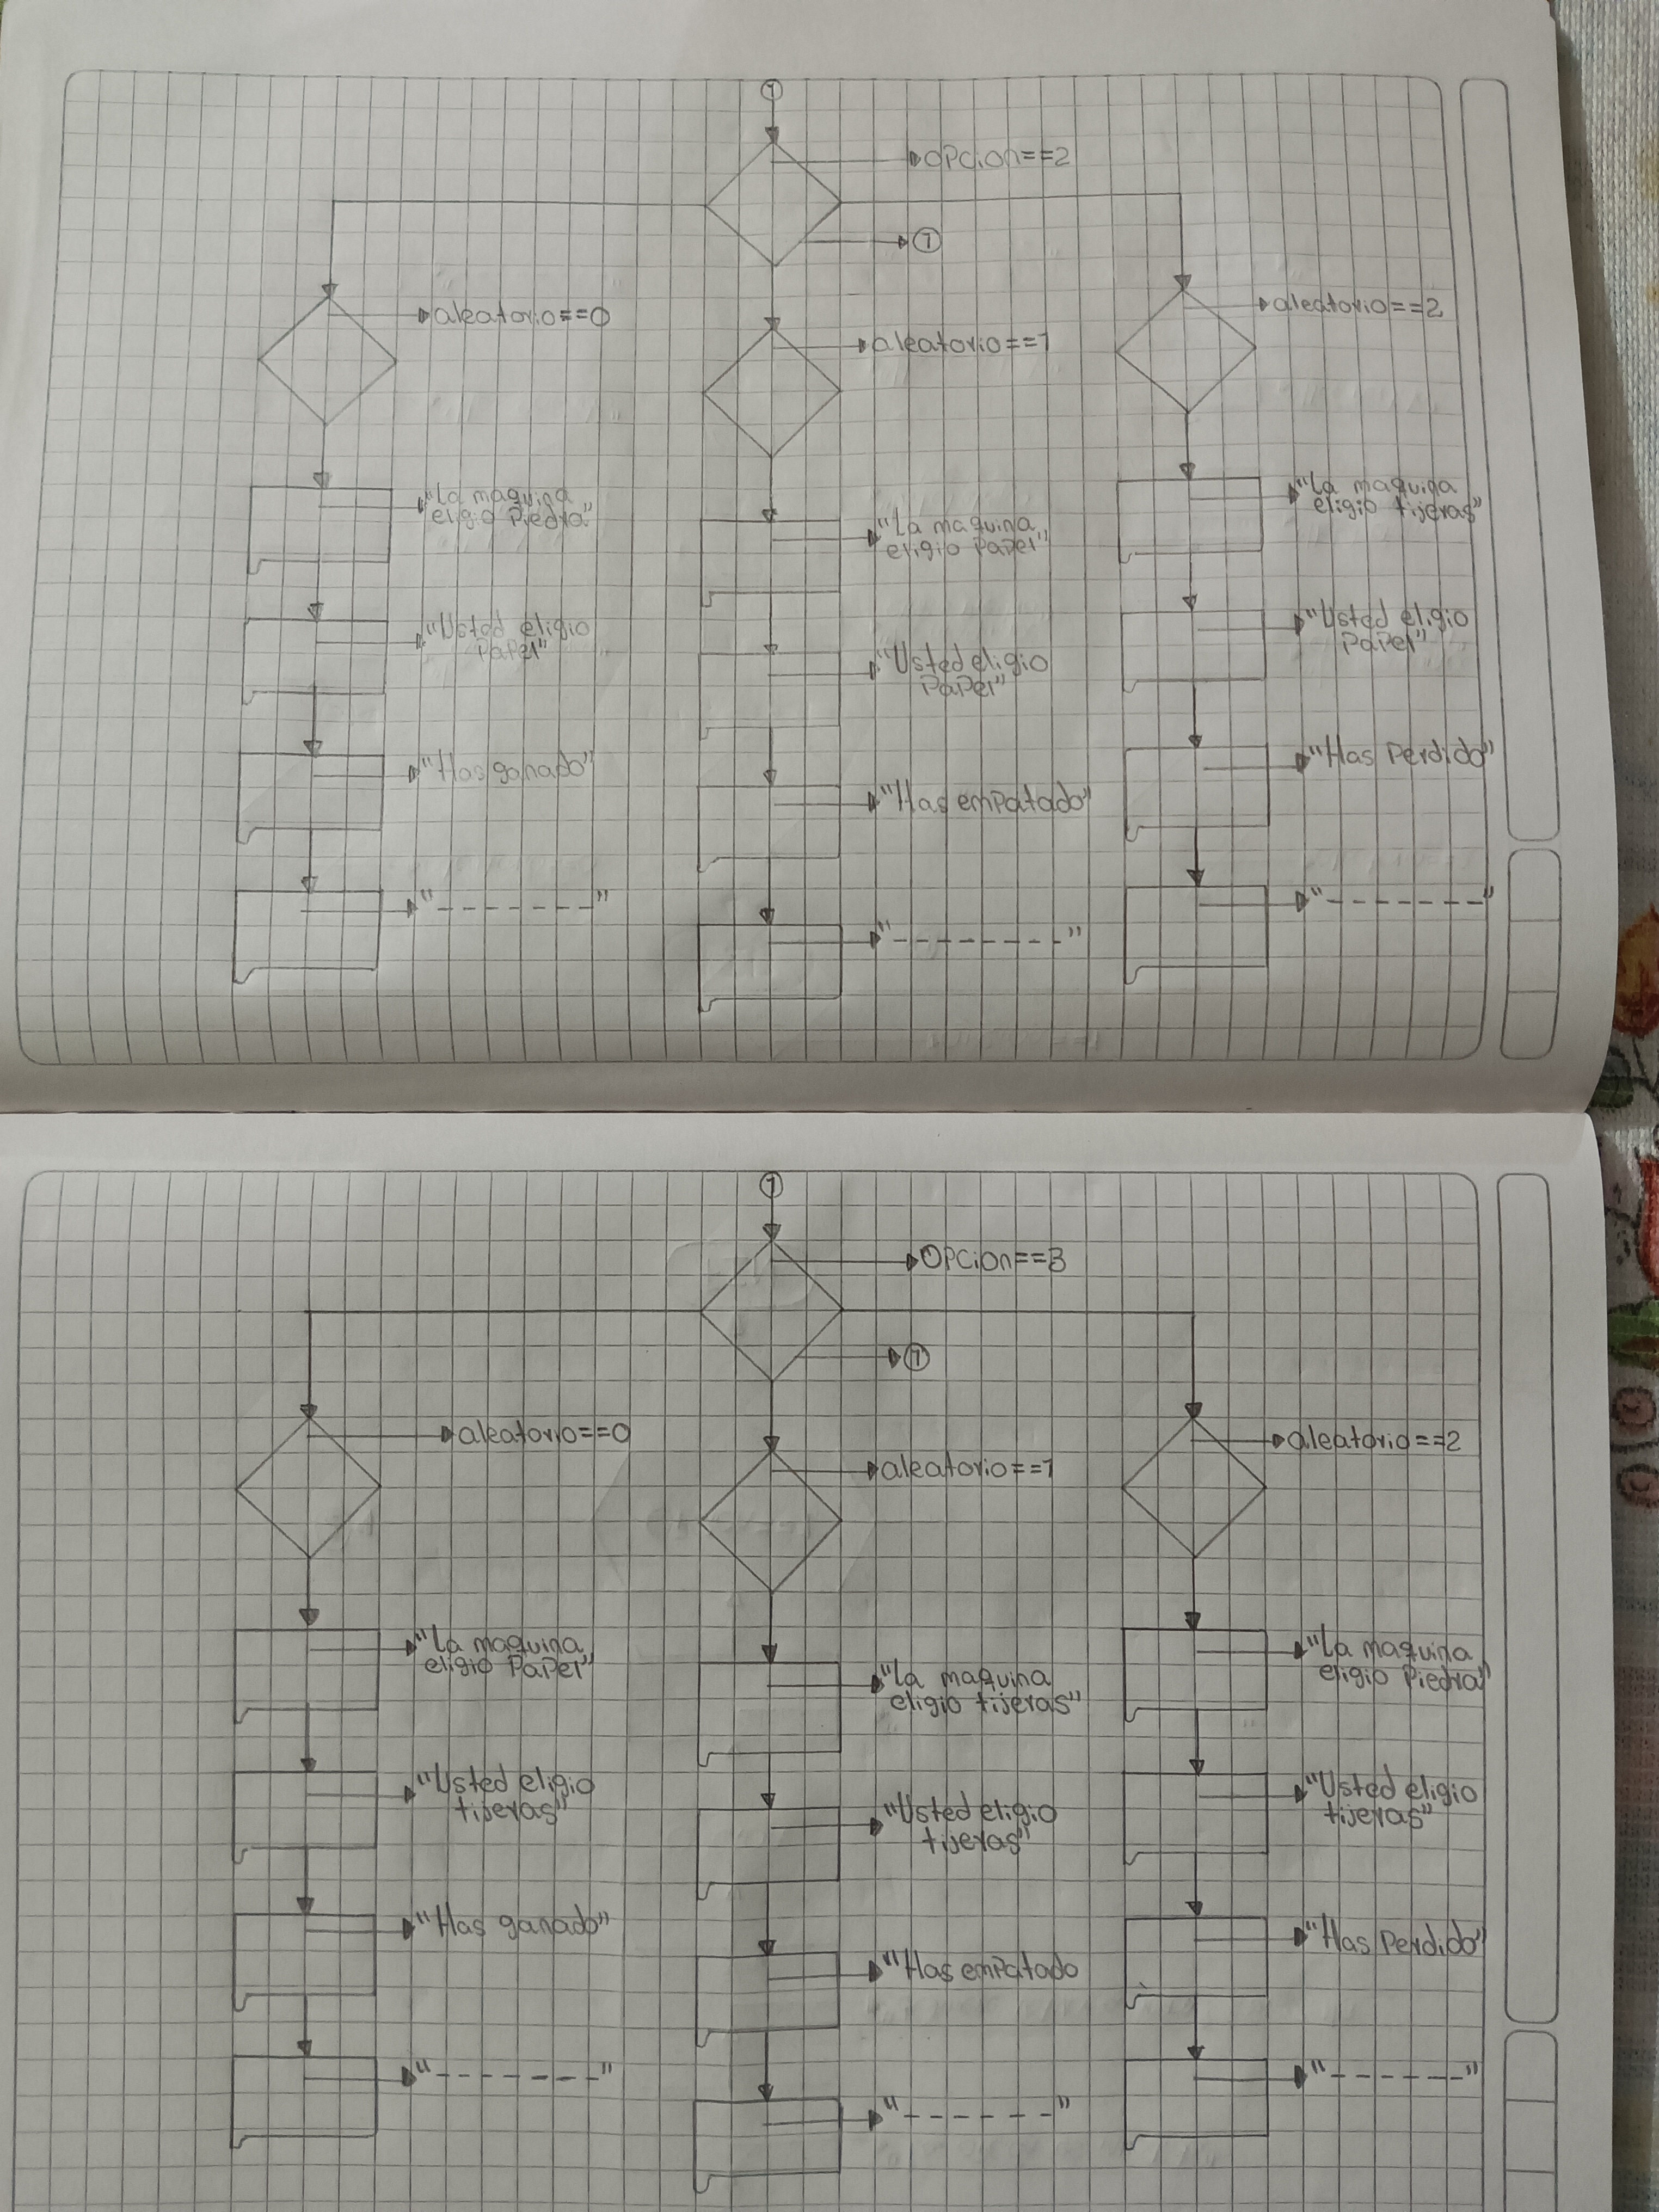 1
opcion==2
1
aleatorio==0
aleatorio==1
aleatorio==2
"La maquina
eligio Piedra"
"La maquina
eligio Papel"
"La maquina
eligio tijeras"
"Usted eligio
Papel"
"Usted eligio
Papel"
"Usted eligio
Papel"
"Has ganado"
"Has empatado"
"Has Perdido"
"-------"
"--------"
"-------"
1
Opcion==3
1
aleatorio==0
aleatorio==1
aleatorio==2
"La maquina
eligio Papel"
"La maquina
eligio tijeras"
"La maquina
eligio Piedra"
"Usted eligio
tijeras"
"Usted eligio
tijeras"
"Usted eligio
tijeras"
"Has ganado"
"Has empatado
"Has Perdido"
"-------"
"------"
"------"